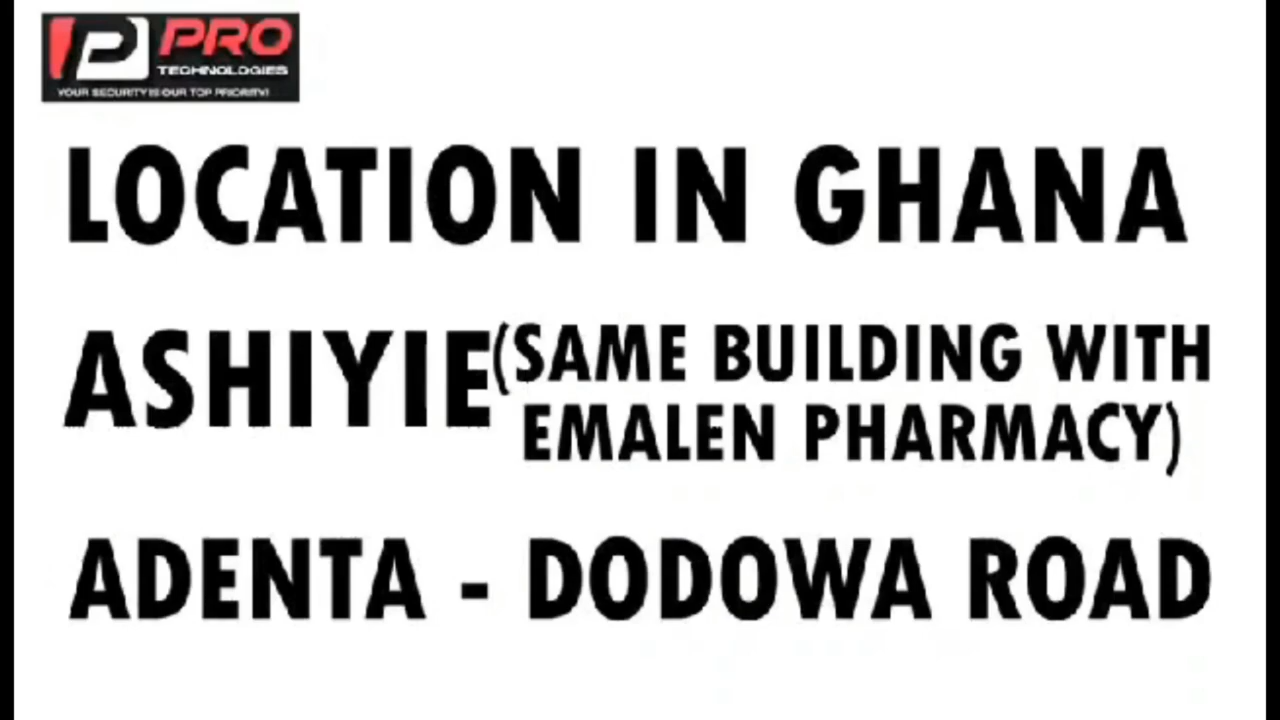 PRO
TECHNOLOGIES
YOUR SECURITY IS OUR TOP PRIORITY!
LOCATION IN GHANA
ASHIYIE (SAME BUILDING WITH
EMALEN PHARMACY)
ADENTA - DODOWA ROAD